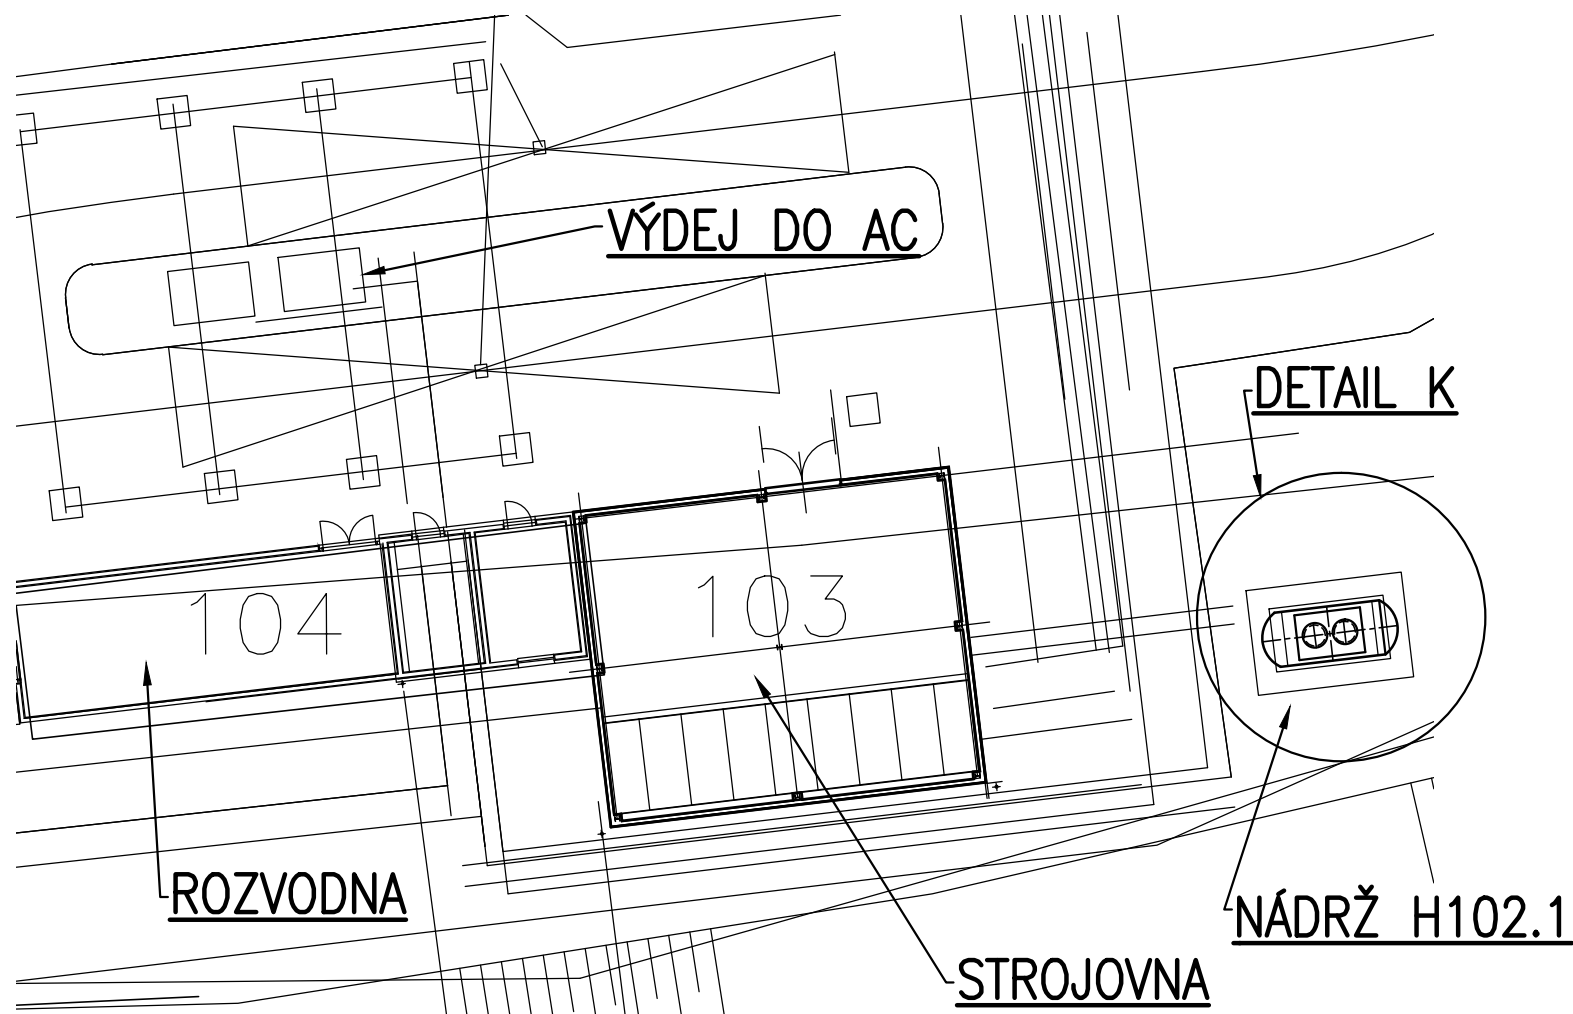 VÝDEJ DO AC
DETAIL K
104
103
ROZVODNA
NÁDRŽ H102.1
STROJOVNA